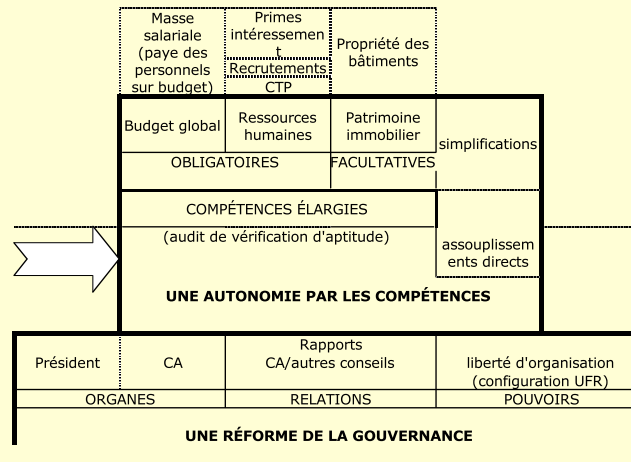 Masse
salariale
(paye des
personnels
sur budget)
Primes
intéressemen
t
Recrutements
CTP
Propriété des
bâtiments
Budget global
Ressources
humaines
Patrimoine
immobilier
simplifications
OBLIGATOIRES
FACULTATIVES
COMPÉTENCES ÉLARGIES
(audit de vérification d'aptitude)
assouplissem
ents directs
UNE AUTONOMIE PAR LES COMPÉTENCES
Président
CA
Rapports
CA/autres conseils
liberté d'organisation
(configuration UFR)
ORGANES
RELATIONS
POUVOIRS
UNE RÉFORME DE LA GOUVERNANCE